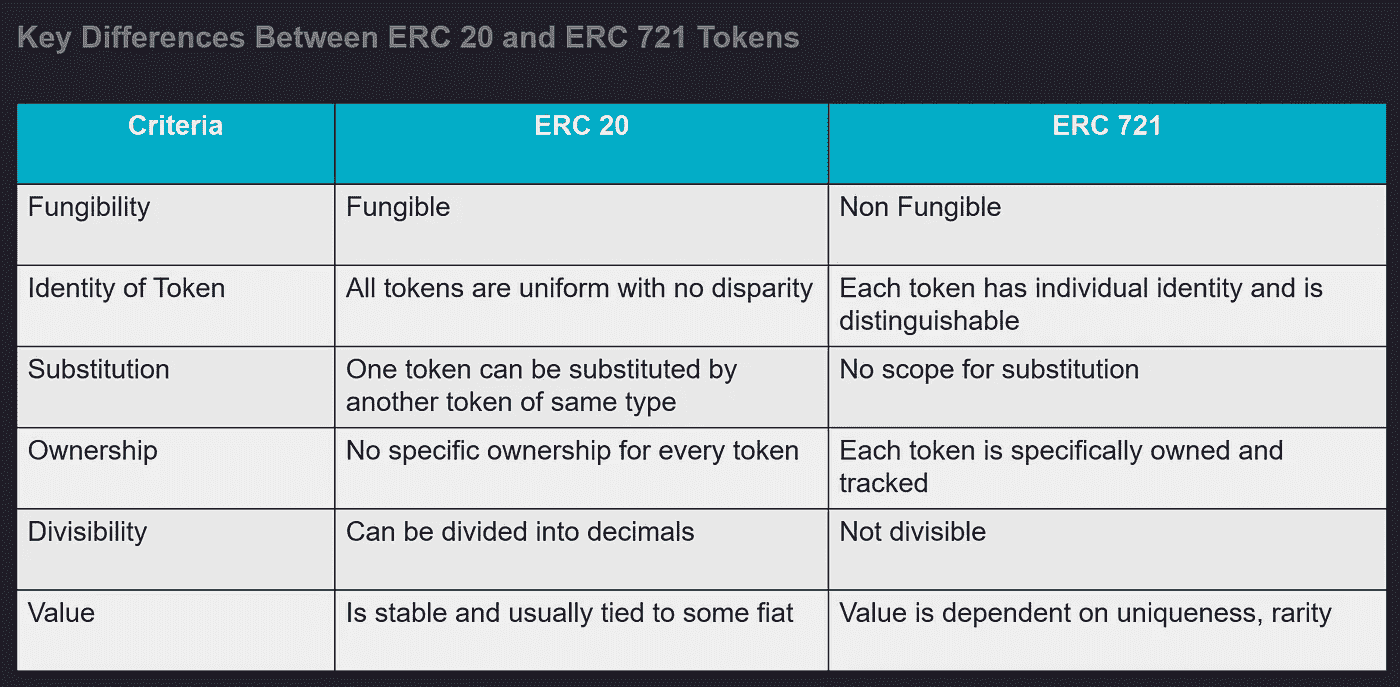 Key Differences Between ERC 20 and ERC 721 Tokens
Criteria ERC 20 ERC 721
Fungibility Fungible Non Fungible
Identity of Token All tokens are uniform with no disparity Each token has individual identity and is
distinguishable
Substitution One token can be substituted by No scope for substitution
another token of same type
Ownership No specific ownership for every token Each token is specifically owned and
tracked
Divisibility Can be divided into decimals Not divisible
Value Is stable and usually tied to some fiat Value is dependent on uniqueness, rarity